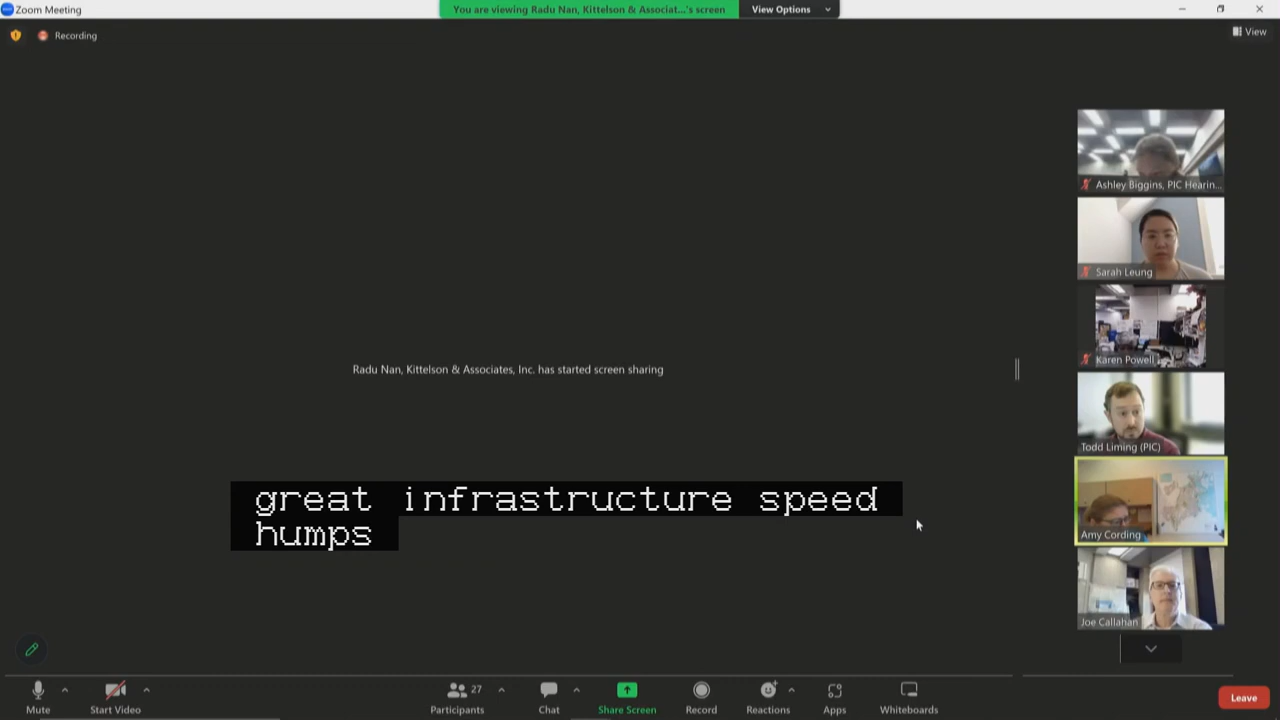 Zoom Meeting
You are viewing Radu Nan, Kittelson & Associat...'s screen
View Options
Recording
View
Ashley Biggins, PIC Hearin...
Sarah Leung
Karen Powell
Radu Nan, Kittelson & Associates, Inc. has started screen sharing
Todd Liming (PIC)
great infrastructure speed
humps
Amy Cording
Joe Callahan
Mute
Start Video
27
Participants
Chat
Share Screen
Record
Reactions
Apps
Whiteboards
Leave